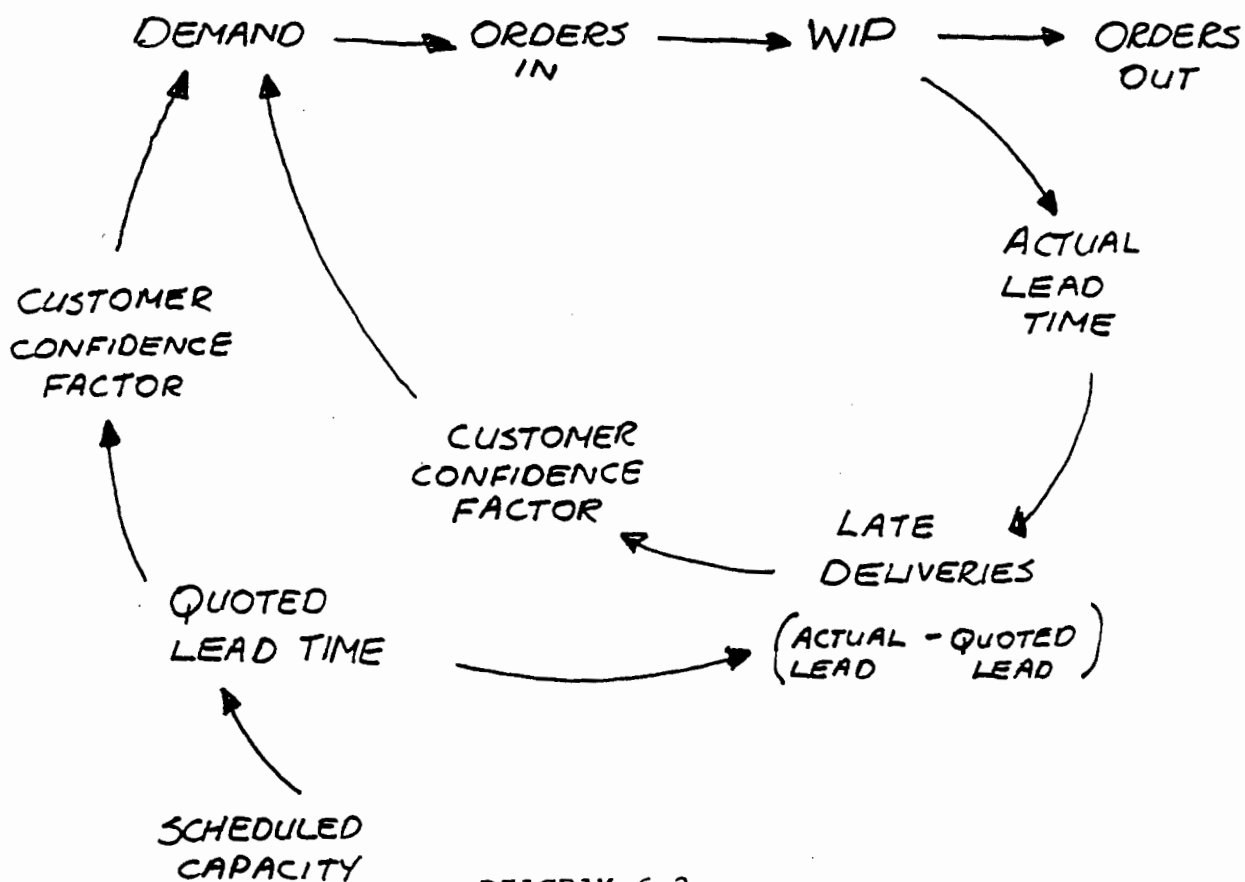 DEMAND
ORDERS
IN
WIP
ORDERS
OUT
ACTUAL
LEAD
TIME
CUSTOMER
CONFIDENCE
FACTOR
CUSTOMER
CONFIDENCE
FACTOR
LATE
DELIVERIES
(ACTUAL - QUOTED
LEAD LEAD)
QUOTED
LEAD TIME
SCHEDULED
CAPACITY